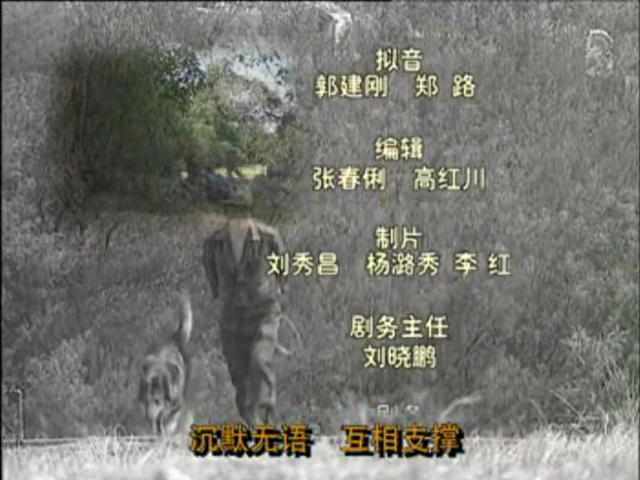 拟音
郭建刚 郑 路
编辑
张春俐 高红川
制片
刘秀昌 杨潞秀 李 红
剧务主任
刘晓鹏
剧务
沉默无语 互相支撑